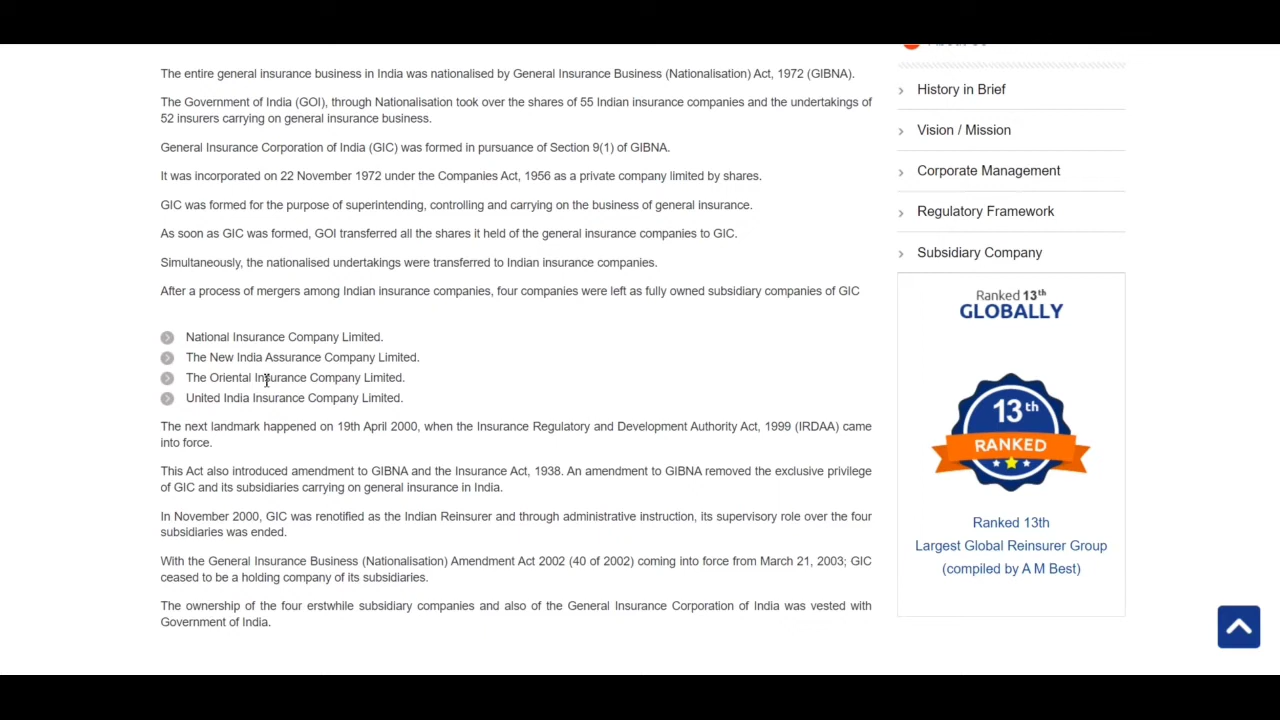 The entire general insurance business in India was nationalised by General Insurance Business (Nationalisation) Act, 1972 (GIBNA).
The Government of India (GOI), through Nationalisation took over the shares of 55 Indian insurance companies and the undertakings of
52 insurers carrying on general insurance business.
General Insurance Corporation of India (GIC) was formed in pursuance of Section 9(1) of GIBNA.
It was incorporated on 22 November 1972 under the Companies Act, 1956 as a private company limited by shares.
GIC was formed for the purpose of superintending, controlling and carrying on the business of general insurance.
As soon as GIC was formed, GOI transferred all the shares it held of the general insurance companies to GIC.
Simultaneously, the nationalised undertakings were transferred to Indian insurance companies.
After a process of mergers among Indian insurance companies, four companies were left as fully owned subsidiary companies of GIC
National Insurance Company Limited.
The New India Assurance Company Limited.
The Oriental Insurance Company Limited.
United India Insurance Company Limited.
The next landmark happened on 19th April 2000, when the Insurance Regulatory and Development Authority Act, 1999 (IRDAA) came
into force.
This Act also introduced amendment to GIBNA and the Insurance Act, 1938. An amendment to GIBNA removed the exclusive privilege
of GIC and its subsidiaries carrying on general insurance in India.
In November 2000, GIC was renotified as the Indian Reinsurer and through administrative instruction, its supervisory role over the four
subsidiaries was ended.
With the General Insurance Business (Nationalisation) Amendment Act 2002 (40 of 2002) coming into force from March 21, 2003; GIC
ceased to be a holding company of its subsidiaries.
The ownership of the four erstwhile subsidiary companies and also of the General Insurance Corporation of India was vested with
Government of India.
History in Brief
Vision / Mission
Corporate Management
Regulatory Framework
Subsidiary Company
Ranked 13th
GLOBALLY
13th
RANKED
Ranked 13th
Largest Global Reinsurer Group
(compiled by A M Best)